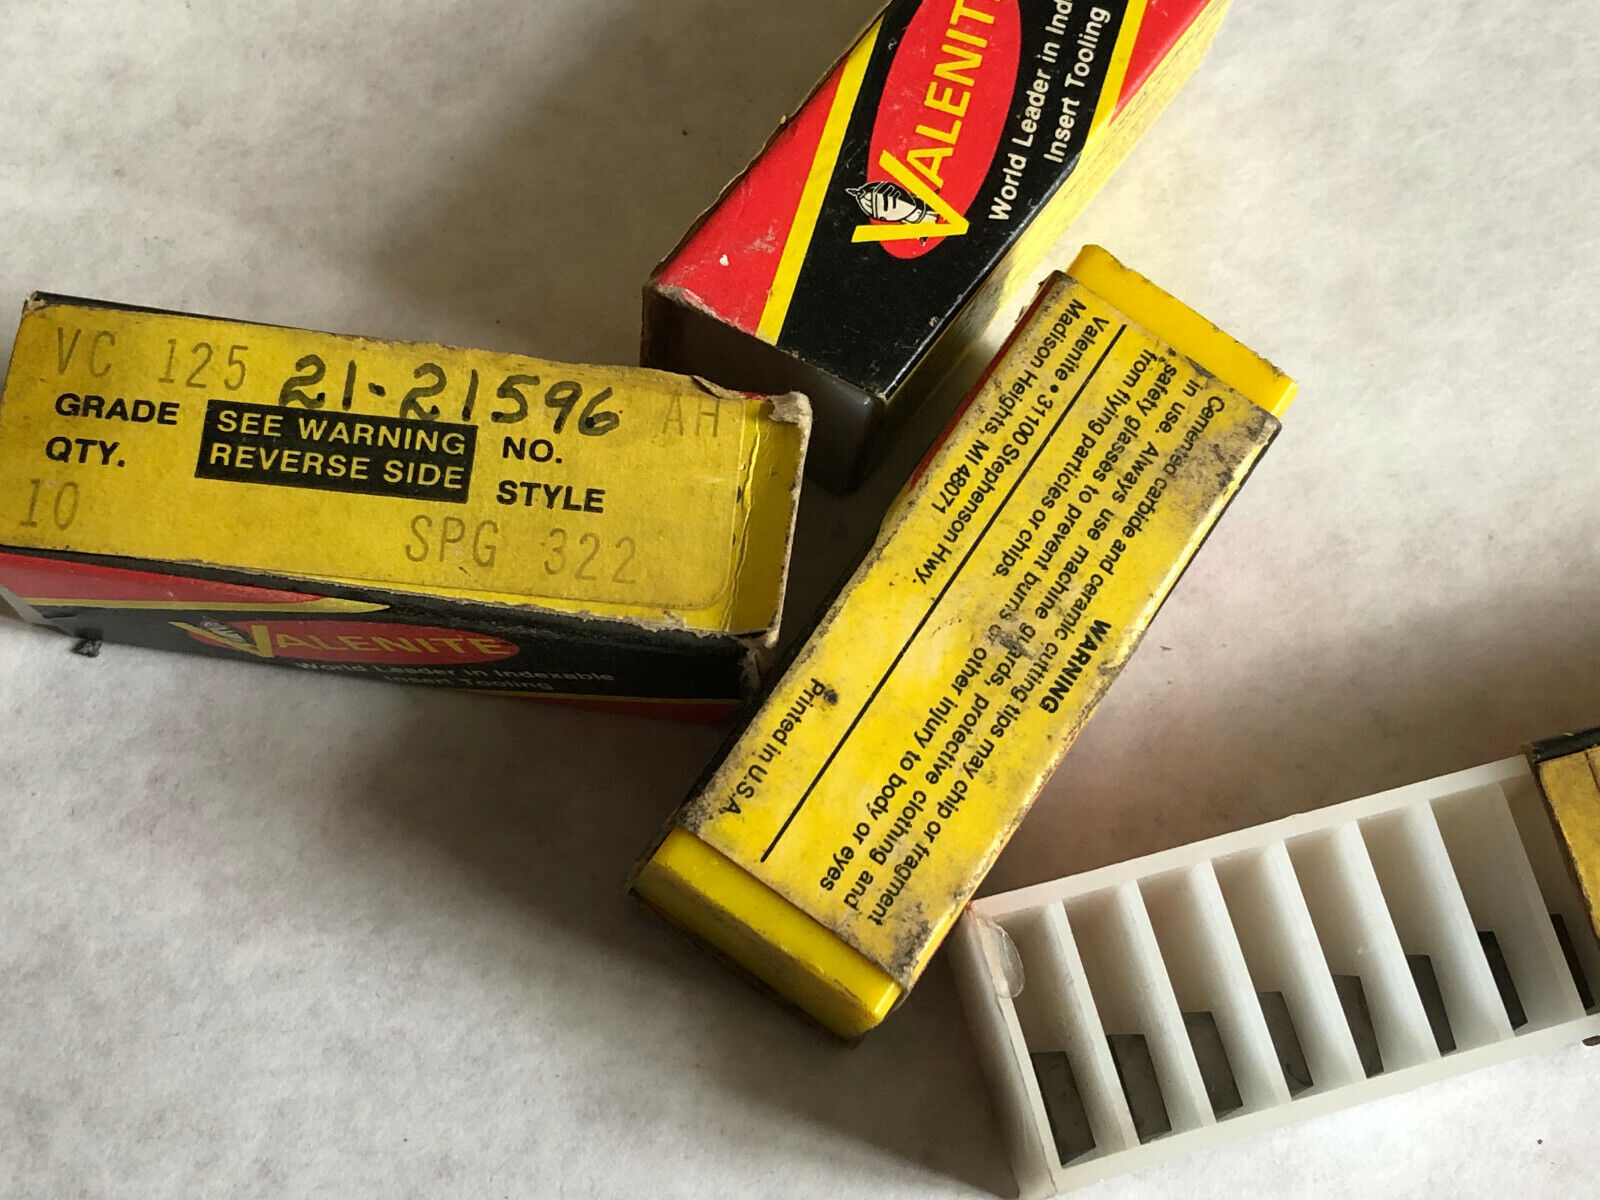 VALENITE
World Leader in Ind
Insert Tooling
VC 125
21-21596
AH
GRADE
SEE WARNING
REVERSE SIDE
NO.
QTY.
STYLE
10
SPG 322
VALENITE
World Leader in Indexable
Insert Tooling
WARNING
Cemented carbide and ceramic cutting tips may chip or fragment
in use. Always use machine guards, protective clothing and
safety glasses to prevent burns or other injury to body or eyes
from flying particles or chips.
Valenite • 31100 Stephenson Hwy.
Madison Heights, MI 48071
Printed in U.S.A.